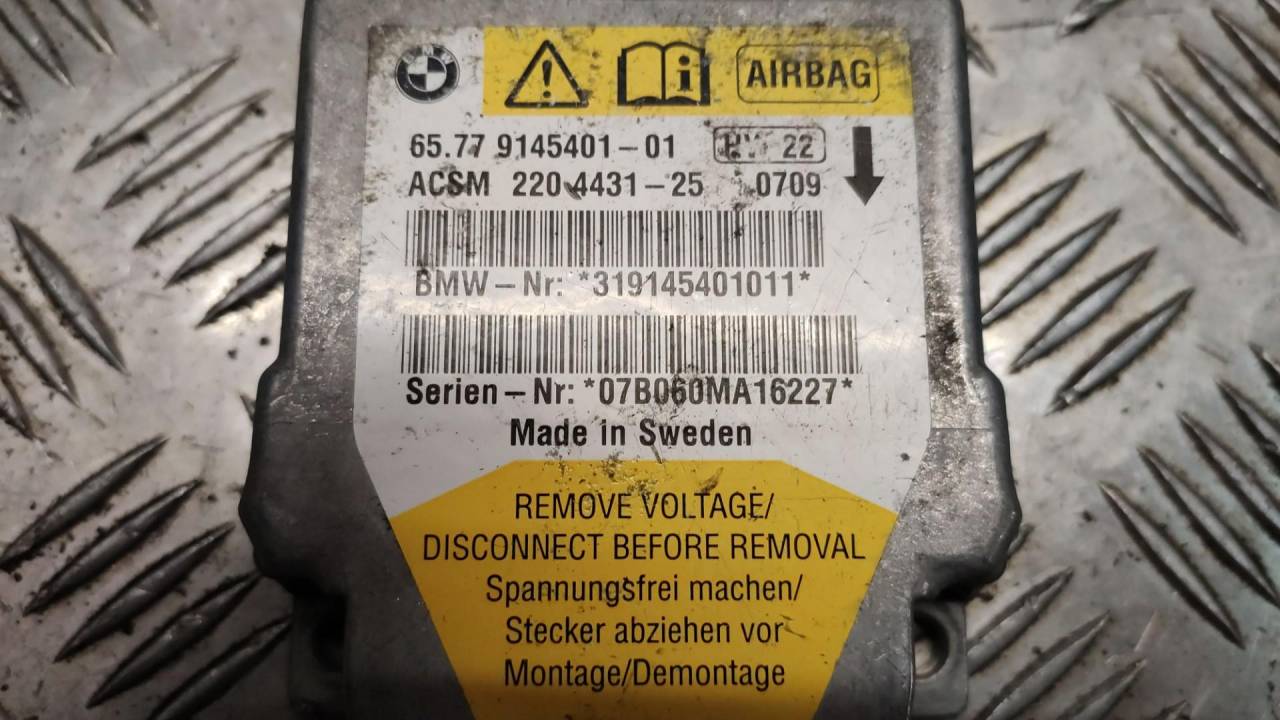 AIRBAG
65.77 9145401-01 22
ACSM 220 4431-25 0709
BMW-Nr: *319145401011*
Serien-Nr: *07B060MA16227*
Made in Sweden
REMOVE VOLTAGE/
DISCONNECT BEFORE REMOVAL
Spannungsfrei machen/
Stecker abziehen vor
Montage/Demontage